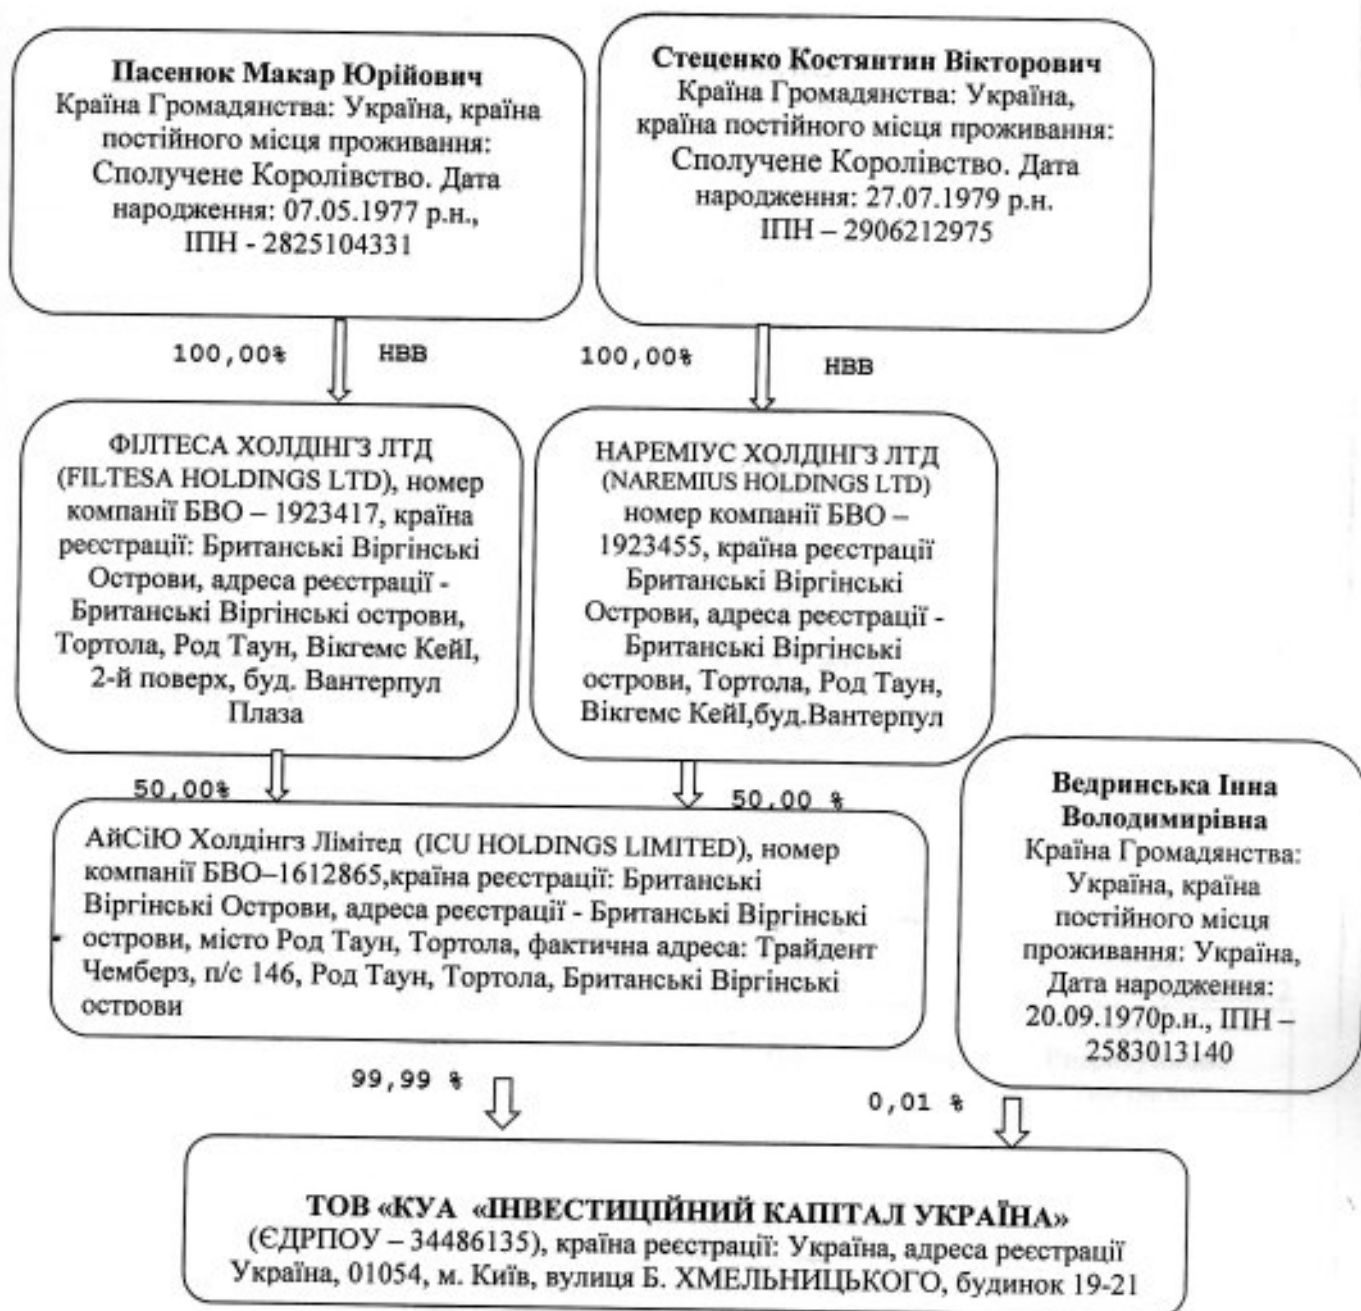 Пасенюк Макар Юрійович
Країна Громадянства: Україна, країна
постійного місця проживання:
Сполучене Королівство. Дата
народження: 07.05.1977 р.н.,
ІПН - 2825104331
Стеценко Костянтин Вікторович
Країна Громадянства: Україна,
країна постійного місця проживання:
Сполучене Королівство. Дата
народження: 27.07.1979 р.н.
ІПН – 2906212975
100,00% НВВ
100,00% НВВ
ФІЛТЕСА ХОЛДІНГЗ ЛТД
(FILTESA HOLDINGS LTD), номер
компанії БВО – 1923417, країна
реєстрації: Британські Віргінські
Острови, адреса реєстрації -
Британські Віргінські острови,
Тортола, Род Таун, Вікгемс КейІ,
2-й поверх, буд. Вантерпул
Плаза
НАРЕМІУС ХОЛДІНГЗ ЛТД
(NAREMIUS HOLDINGS LTD)
номер компанії БВО –
1923455, країна реєстрації
Британські Віргінські
Острови, адреса реєстрації -
Британські Віргінські
острови, Тортола, Род Таун,
Вікгемс КейІ,буд.Вантерпул
50,00%
50,00 %
АйСіЮ Холдінгз Лімітед (ICU HOLDINGS LIMITED), номер
компанії БВО–1612865,країна реєстрації: Британські
Віргінські Острови, адреса реєстрації - Британські Віргінські
острови, місто Род Таун, Тортола, фактична адреса: Трайдент
Чемберз, п/с 146, Род Таун, Тортола, Британські Віргінські
острови
Ведринська Інна
Володимирівна
Країна Громадянства:
Україна, країна
постійного місця
проживання: Україна,
Дата народження:
20.09.1970р.н., ІПН –
2583013140
99,99 %
0,01 %
ТОВ «КУА «ІНВЕСТИЦІЙНИЙ КАПІТАЛ УКРАЇНА»
(ЄДРПОУ – 34486135), країна реєстрації: Україна, адреса реєстрації
Україна, 01054, м. Київ, вулиця Б. ХМЕЛЬНИЦЬКОГО, будинок 19-21